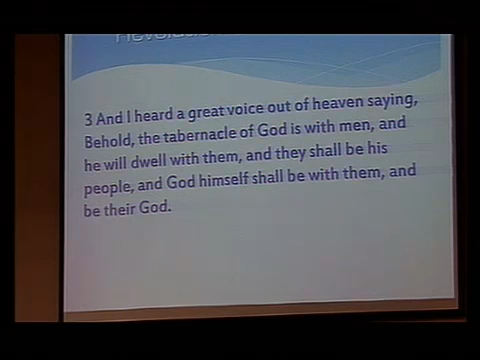 3 And I heard a great voice out of heaven saying,
Behold, the tabernacle of God is with men, and
he will dwell with them, and they shall be his
people, and God himself shall be with them, and
be their God.